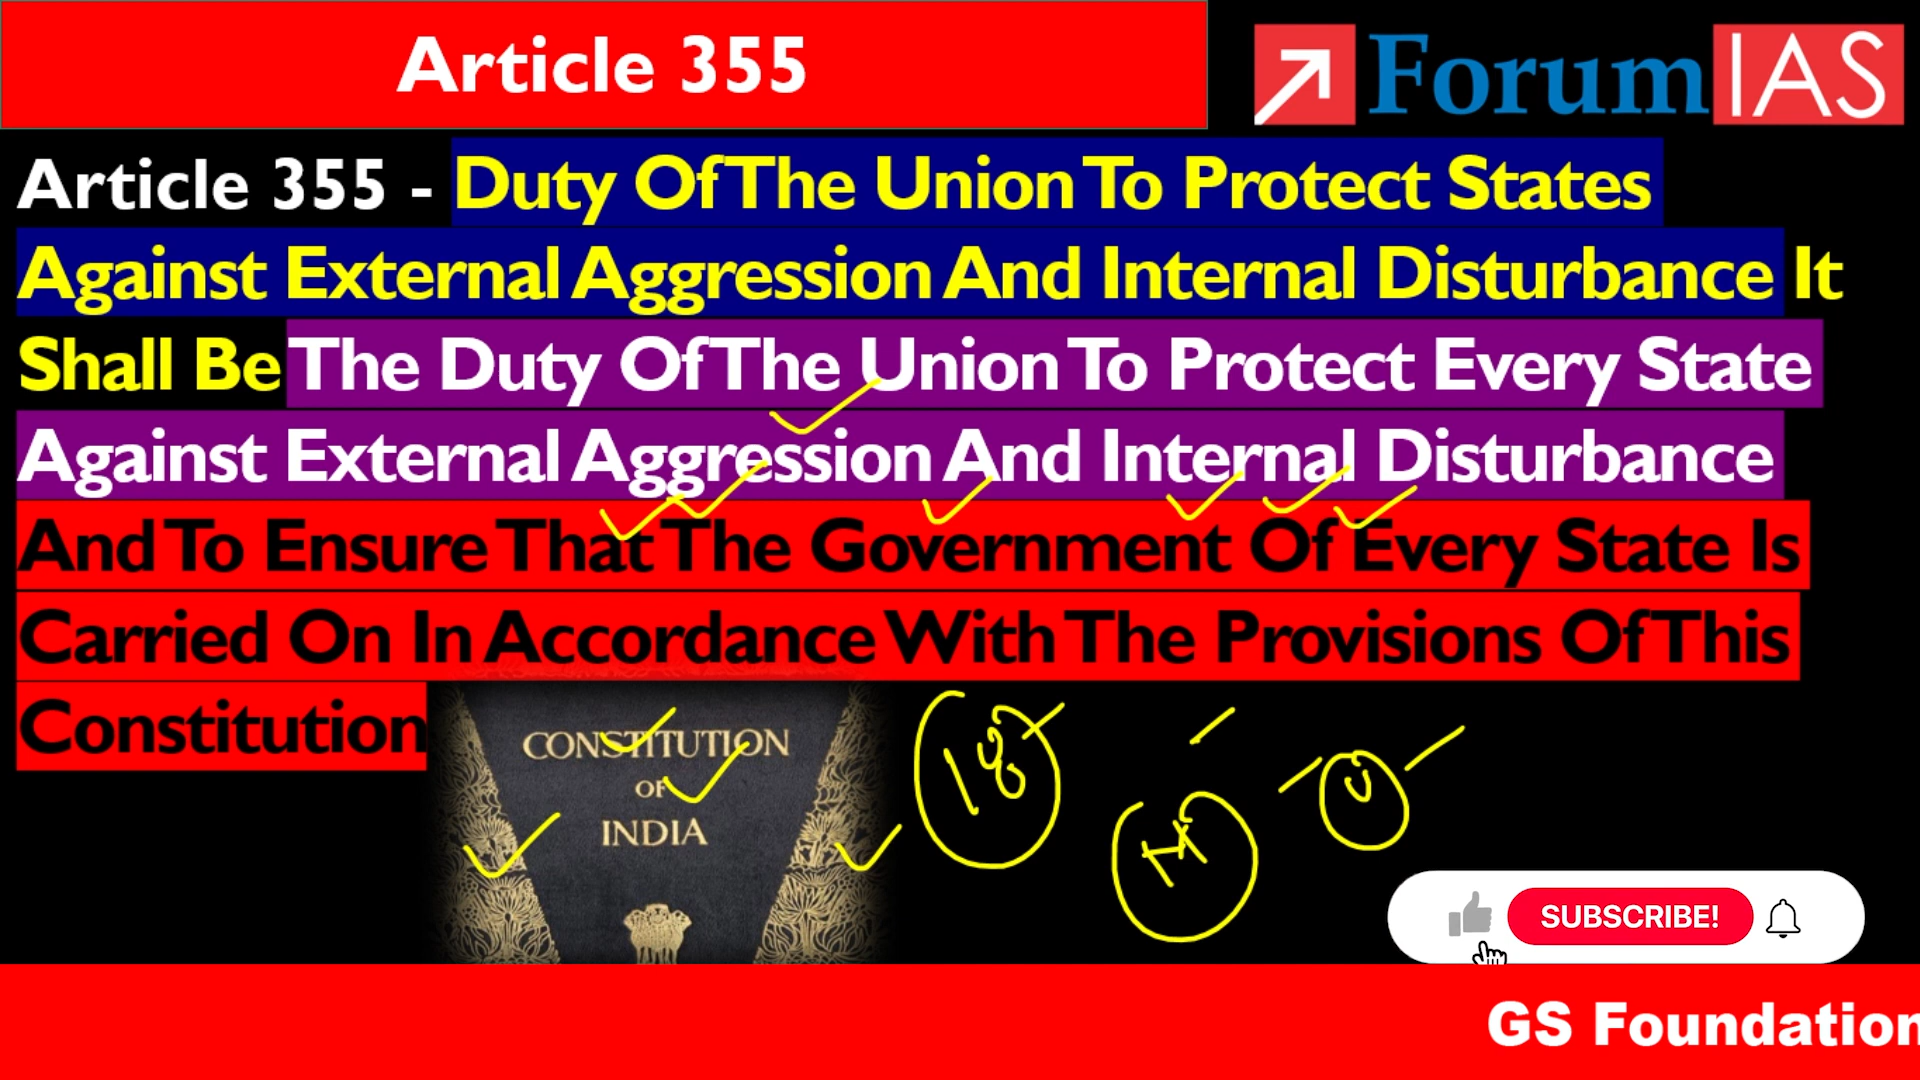 Article 355
ForumIAS
Article 355 - Duty Of The Union To Protect States
Against External Aggression And Internal Disturbance It
Shall Be The Duty Of The Union To Protect Every State
Against External Aggression And Internal Disturbance
And To Ensure That The Government Of Every State Is
Carried On In Accordance With The Provisions Of This
Constitution
CONSTITUTION
OF
INDIA
18
M
U
SUBSCRIBE!
GS Foundation